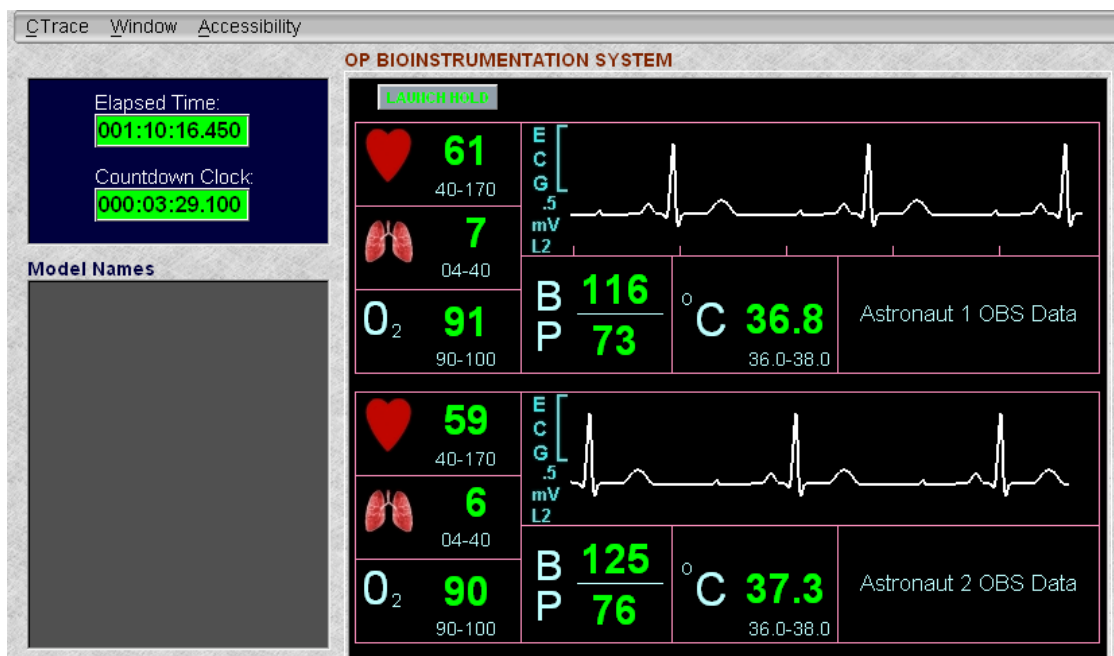 CTrace Window Accessibility
OP BIOINSTRUMENTATION SYSTEM
Elapsed Time:
001:10:16.450
Countdown Clock:
000:03:29.100
Model Names
LAUNCH HOLD
61
40-170
7
04-40
O2 91
90-100
E
C
G
.5
mV
L2
B
P
116
73
°C 36.8
36.0-38.0
Astronaut 1 OBS Data
59
40-170
6
04-40
O2 90
90-100
E
C
G
.5
mV
L2
B
P
125
76
°C 37.3
36.0-38.0
Astronaut 2 OBS Data